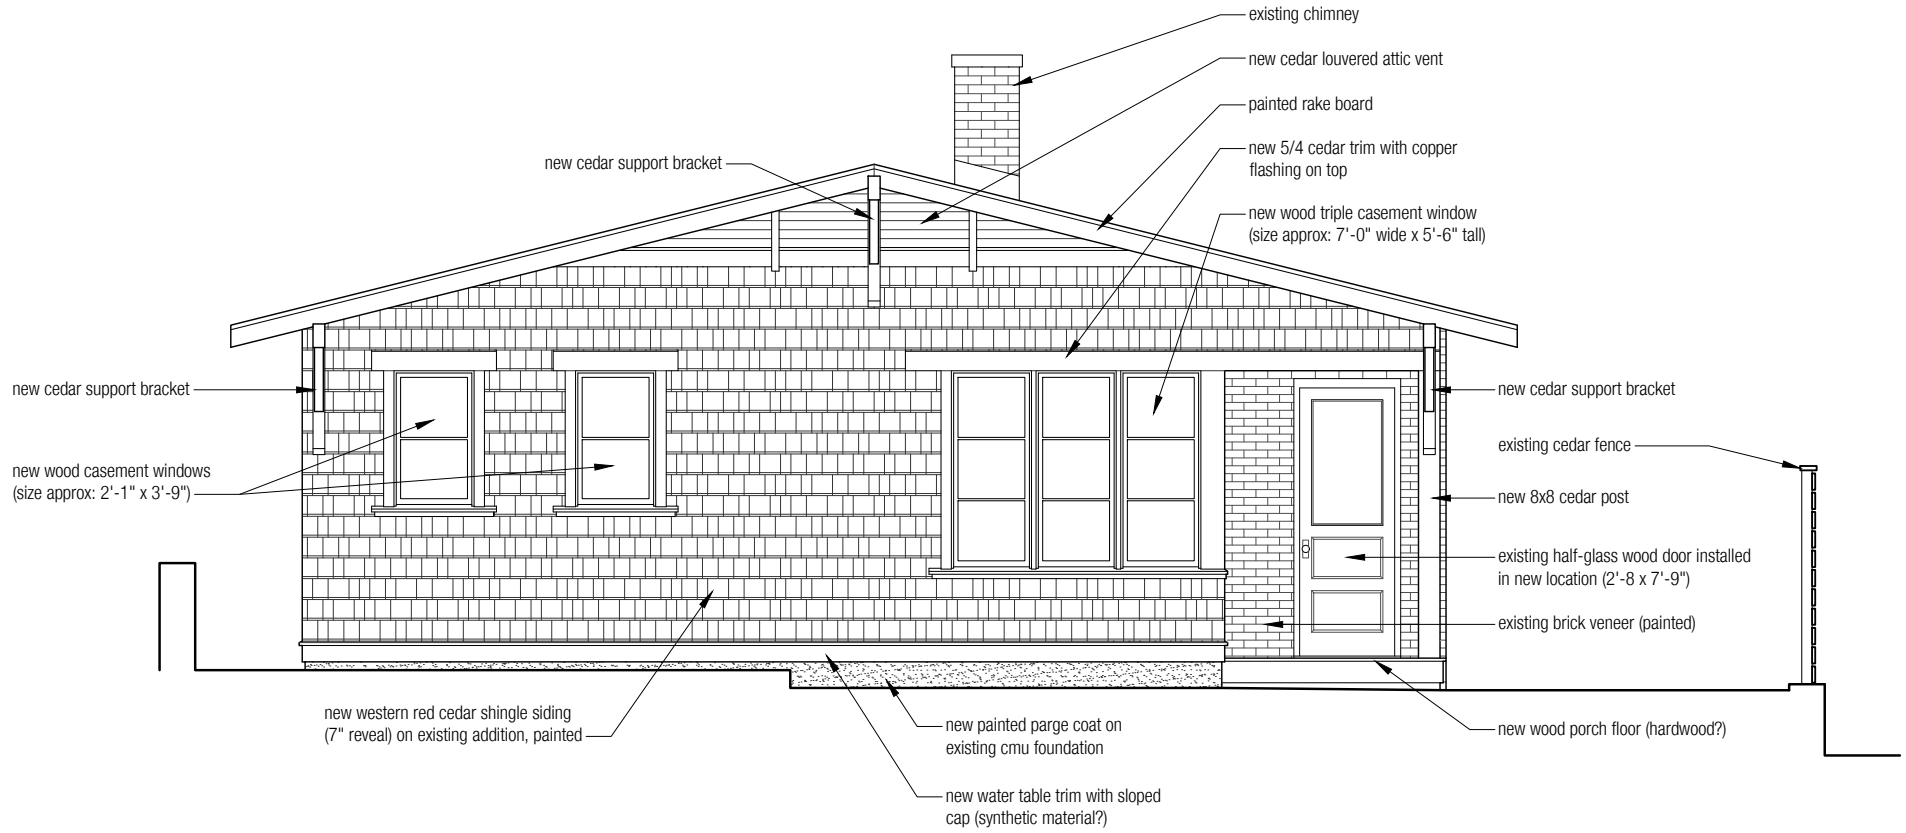 existing chimney
new cedar louvered attic vent
painted rake board
new 5/4 cedar trim with copper
flashing on top
new cedar support bracket
new wood triple casement window
(size approx: 7'-0" wide x 5'-6" tall)
new cedar support bracket
new cedar support bracket
existing cedar fence
new wood casement windows
(size approx: 2'-1" x 3'-9")
new 8x8 cedar post
existing half-glass wood door installed
in new location (2'-8 x 7'-9")
existing brick veneer (painted)
new western red cedar shingle siding
(7" reveal) on existing addition, painted
new painted parge coat on
existing cmu foundation
new wood porch floor (hardwood?)
new water table trim with sloped
cap (synthetic material?)